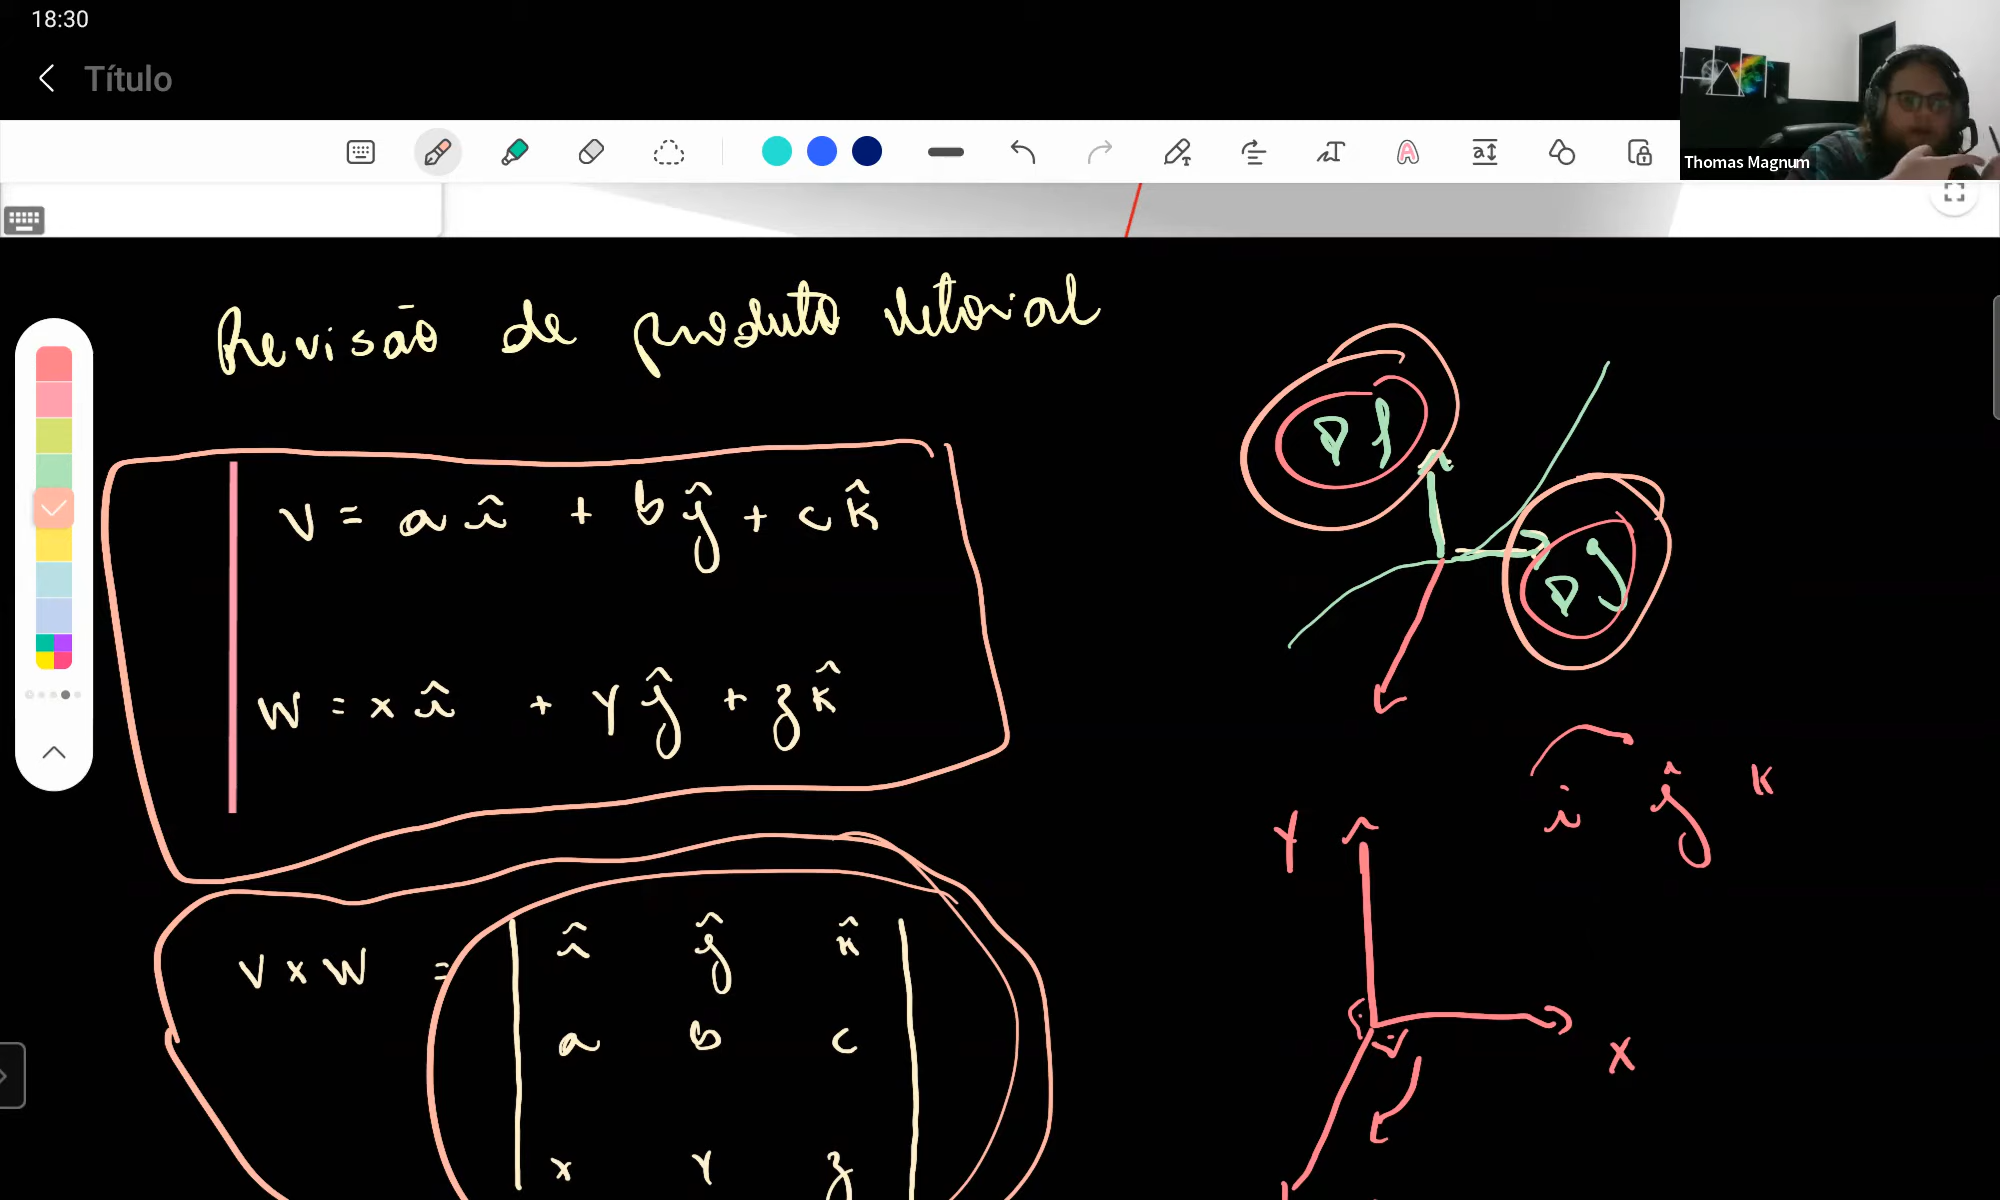 18:30
Título
Thomas Magnum
Revisão de produto vetorial
V = a î + b ĵ + c k̂
W = x î + y ĵ + z k̂
V x W =
î ĵ k̂
a b c
x y z
∇f
∇g
i ĵ k
Y
X